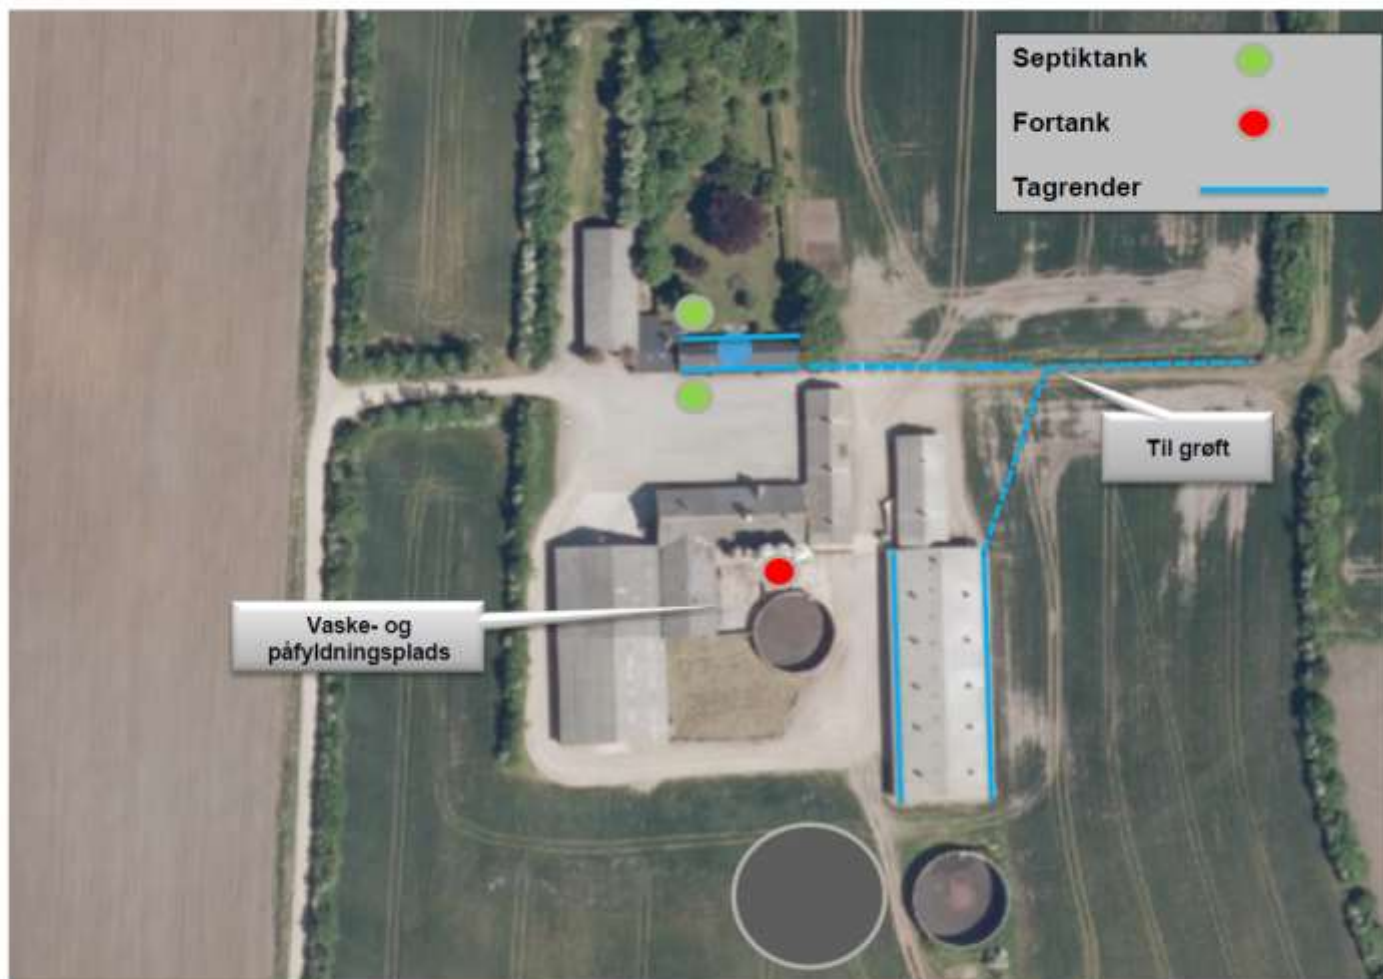 Septiktank
Fortank
Tagrender
Til grøft
Vaske- og
påfyldningsplads